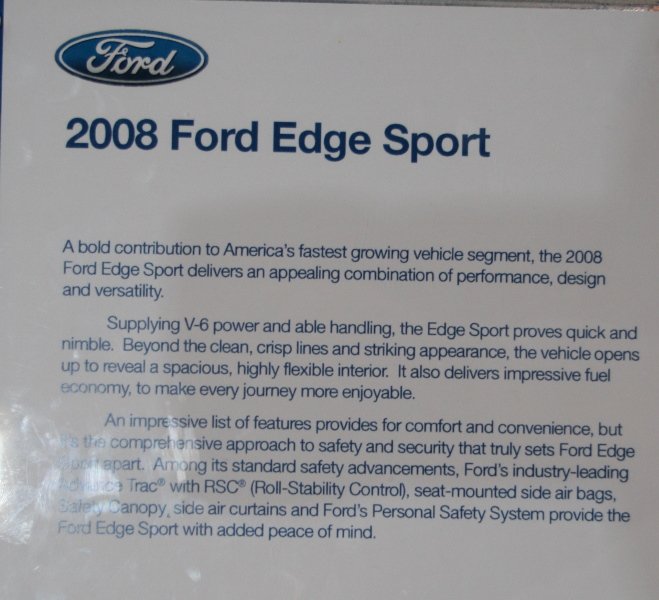 Ford
2008 Ford Edge Sport
A bold contribution to America's fastest growing vehicle segment, the 2008
Ford Edge Sport delivers an appealing combination of performance, design
and versatility.
Supplying V-6 power and able handling, the Edge Sport proves quick and
nimble. Beyond the clean, crisp lines and striking appearance, the vehicle opens
up to reveal a spacious, highly flexible interior. It also delivers impressive fuel
economy, to make every journey more enjoyable.
An impressive list of features provides for comfort and convenience, but
it's the comprehensive approach to safety and security that truly sets Ford Edge
Sport apart. Among its standard safety advancements, Ford's industry-leading
Advance Trac® with RSC® (Roll-Stability Control), seat-mounted side air bags,
Safety Canopy, side air curtains and Ford's Personal Safety System provide the
Ford Edge Sport with added peace of mind.